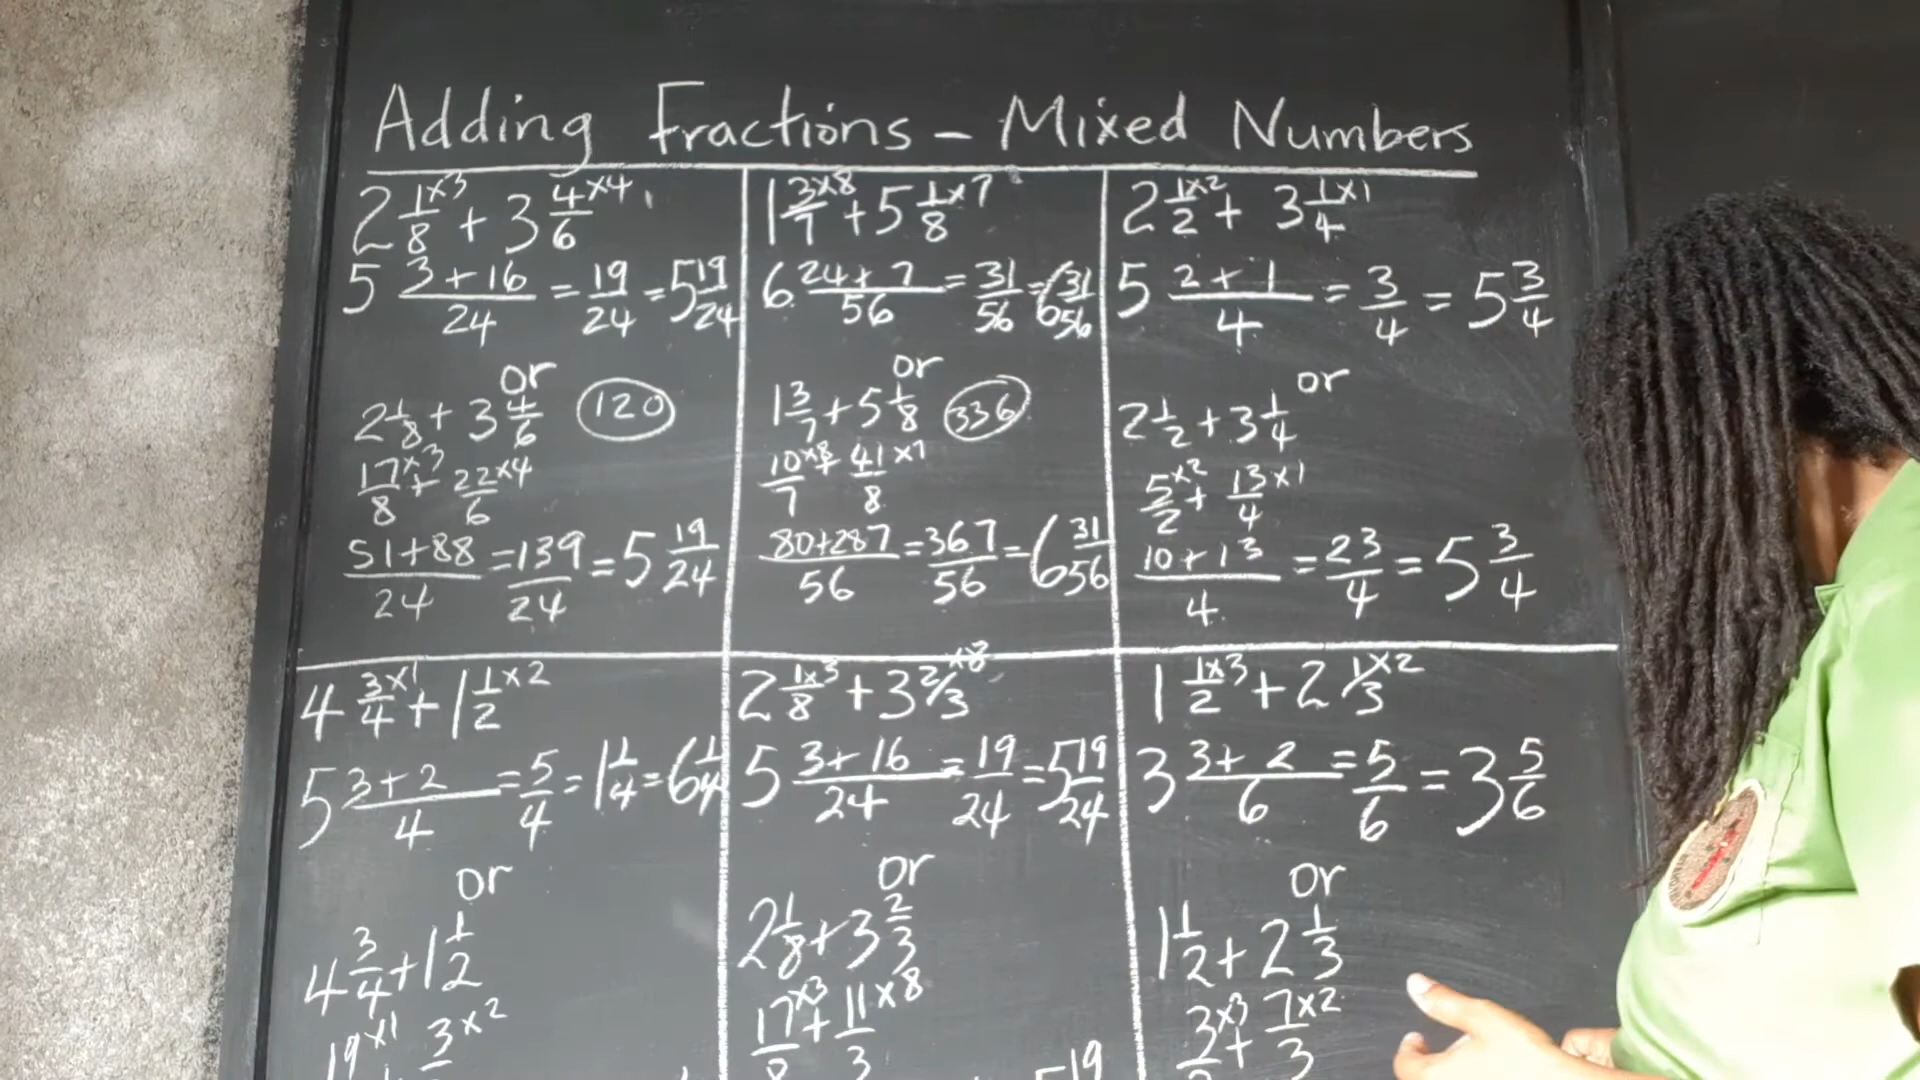 Adding Fractions - Mixed Numbers
2 1/8 ×3 + 3 4/6 ×4
5 (3+16)/24 = 19/24 = 5 19/24
or
2 1/8 + 3 4/6 (120)
17/8 ×3 + 22/6 ×4
(51+88)/24 = 139/24 = 5 19/24
1 3/7 ×8 + 5 1/8 ×7
6 (24+7)/56 = 31/56 = 6 31/56
or
1 3/7 + 5 1/8 (336)
10/7 ×8 + 41/8 ×7
(80+287)/56 = 367/56 = 6 31/56
2 1/2 ×2 + 3 1/4 ×1
5 (2+1)/4 = 3/4 = 5 3/4
or
2 1/2 + 3 1/4
5/2 ×2 + 13/4 ×1
(10+13)/4 = 23/4 = 5 3/4
4 3/4 ×1 + 1 1/2 ×2
5 (3+2)/4 = 5/4 = 1 1/4 = 6 1/4
or
4 3/4 + 1 1/2
19 ×1 + 3 ×2
2 1/8 ×3 + 3 2/3 ×8
5 (3+16)/24 = 19/24 = 5 19/24
or
2 1/8 + 3 2/3
17/8 ×3 + 11/3 ×8
19
1 1/2 ×3 + 2 1/3 ×2
3 (3+2)/6 = 5/6 = 3 5/6
or
1 1/2 + 2 1/3
3/2 ×3 + 7/3 ×2